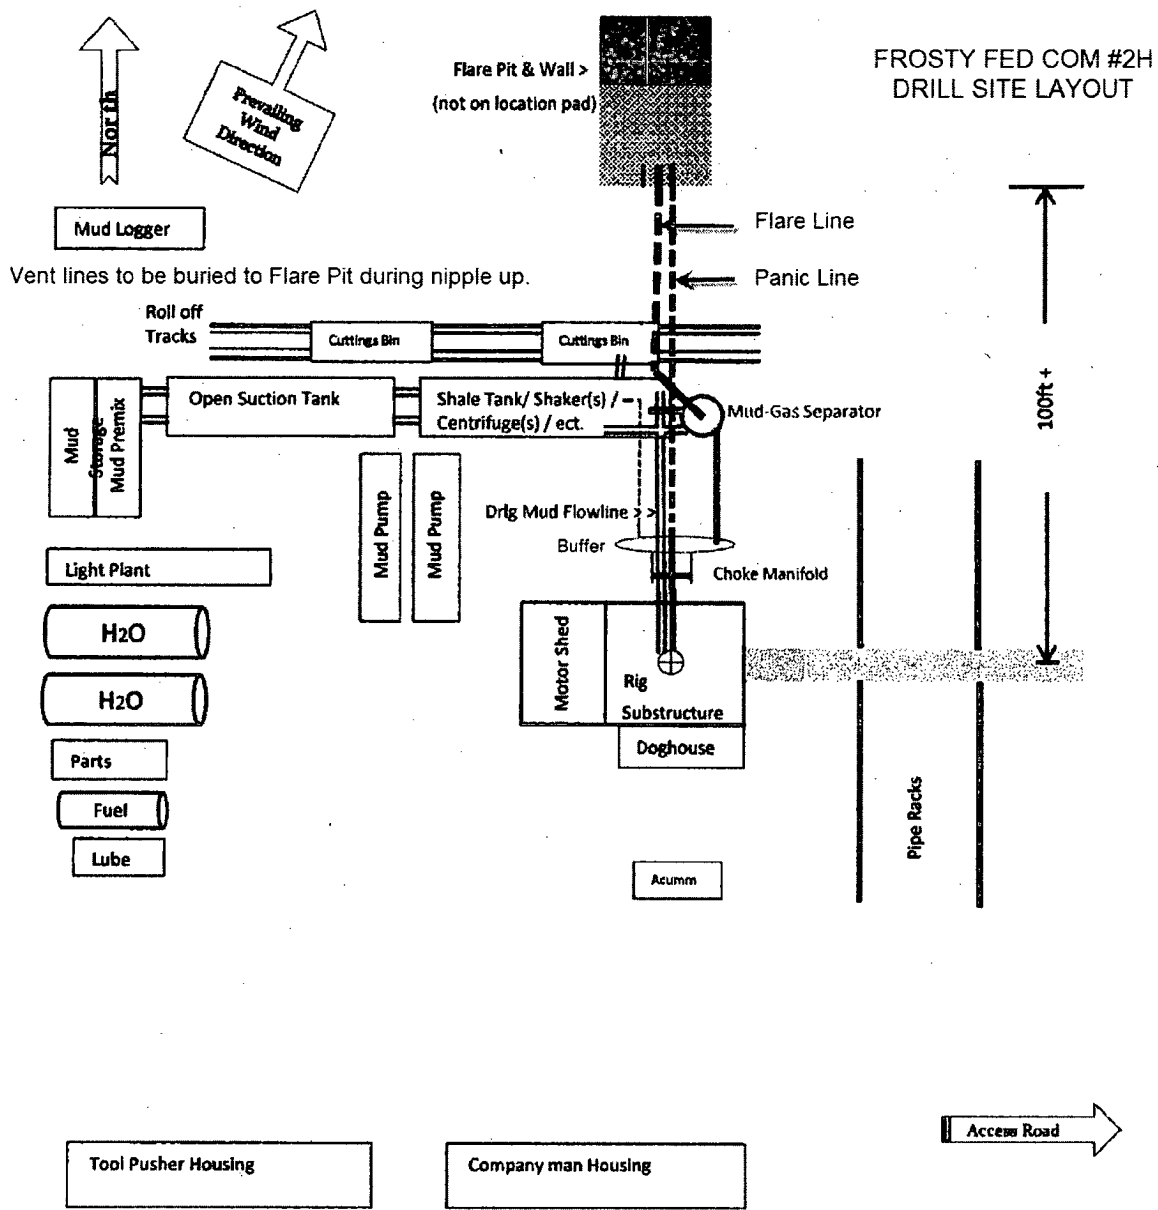 FROSTY FED COM #2H
DRILL SITE LAYOUT
North
Prevailing
Wind
Direction
Flare Pit & Wall >
(not on location pad)
Mud Logger
Flare Line
Vent lines to be buried to Flare Pit during nipple up.
Panic Line
Roll off
Tracks
Cuttings Bin
Cuttings Bin
100ft +
Mud
Storage
Mud Premix
Open Suction Tank
Shale Tank/ Shaker(s) /
Centrifuge(s) / ect.
Mud-Gas Separator
Mud Pump
Mud Pump
Drlg Mud Flowline > >
Buffer
Light Plant
Choke Manifold
H2O
Motor Shed
Rig
Substructure
H2O
Doghouse
Parts
Fuel
Pipe Racks
Lube
Acumm
Access Road
Tool Pusher Housing
Company man Housing